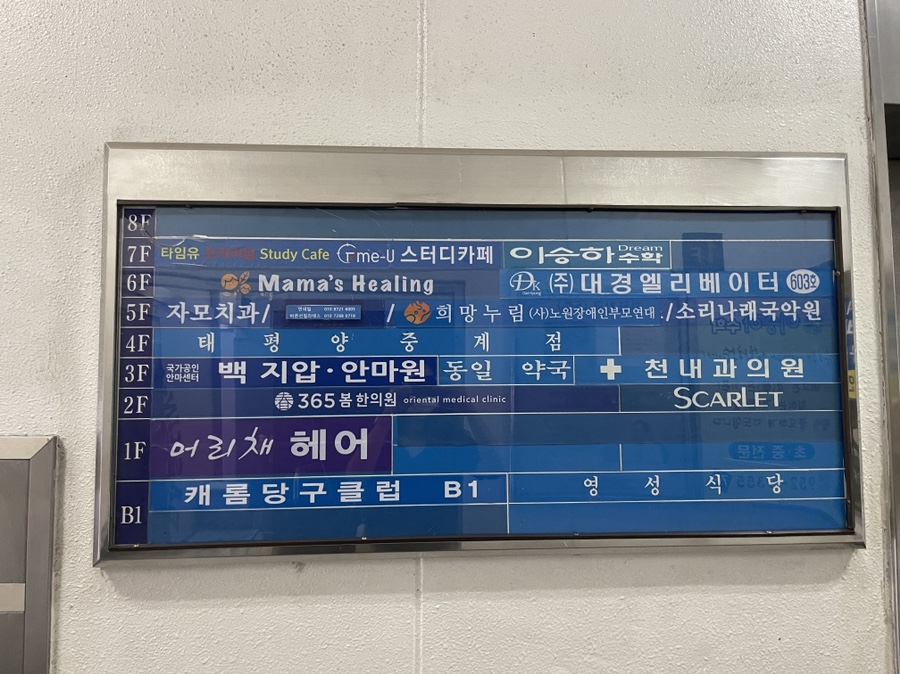 8F
7F 타임유 프리미엄 Study Cafe Time-U 스터디카페 이승하 Dream 수학
6F Mama's Healing DK (주)대경엘리베이터 603호
5F 자모치과/ / 희망누림 (사)노원장애인부모연대 /소리나래국악원
4F 태평양중계점
3F 국가공인 안마센터 백 지압·안마원 동일 약국 천내과의원
2F 365봄한의원 oriental medical clinic SCARLET
1F 머리채 헤어
B1 캐롬당구클럽 B1 영성식당